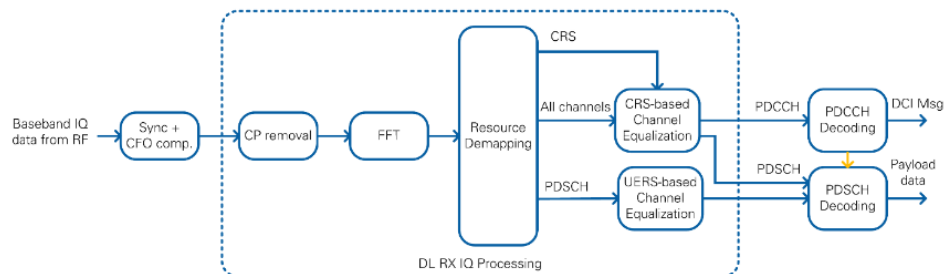 Baseband IQ
data from RF
Sync +
CFO comp.
CP removal
FFT
Resource
Demapping
CRS
All channels
PDSCH
CRS-based
Channel
Equalization
UERS-based
Channel
Equalization
PDCCH
PDSCH
PDCCH
Decoding
PDSCH
Decoding
DCI Msg
Payload
data
DL RX IQ Processing